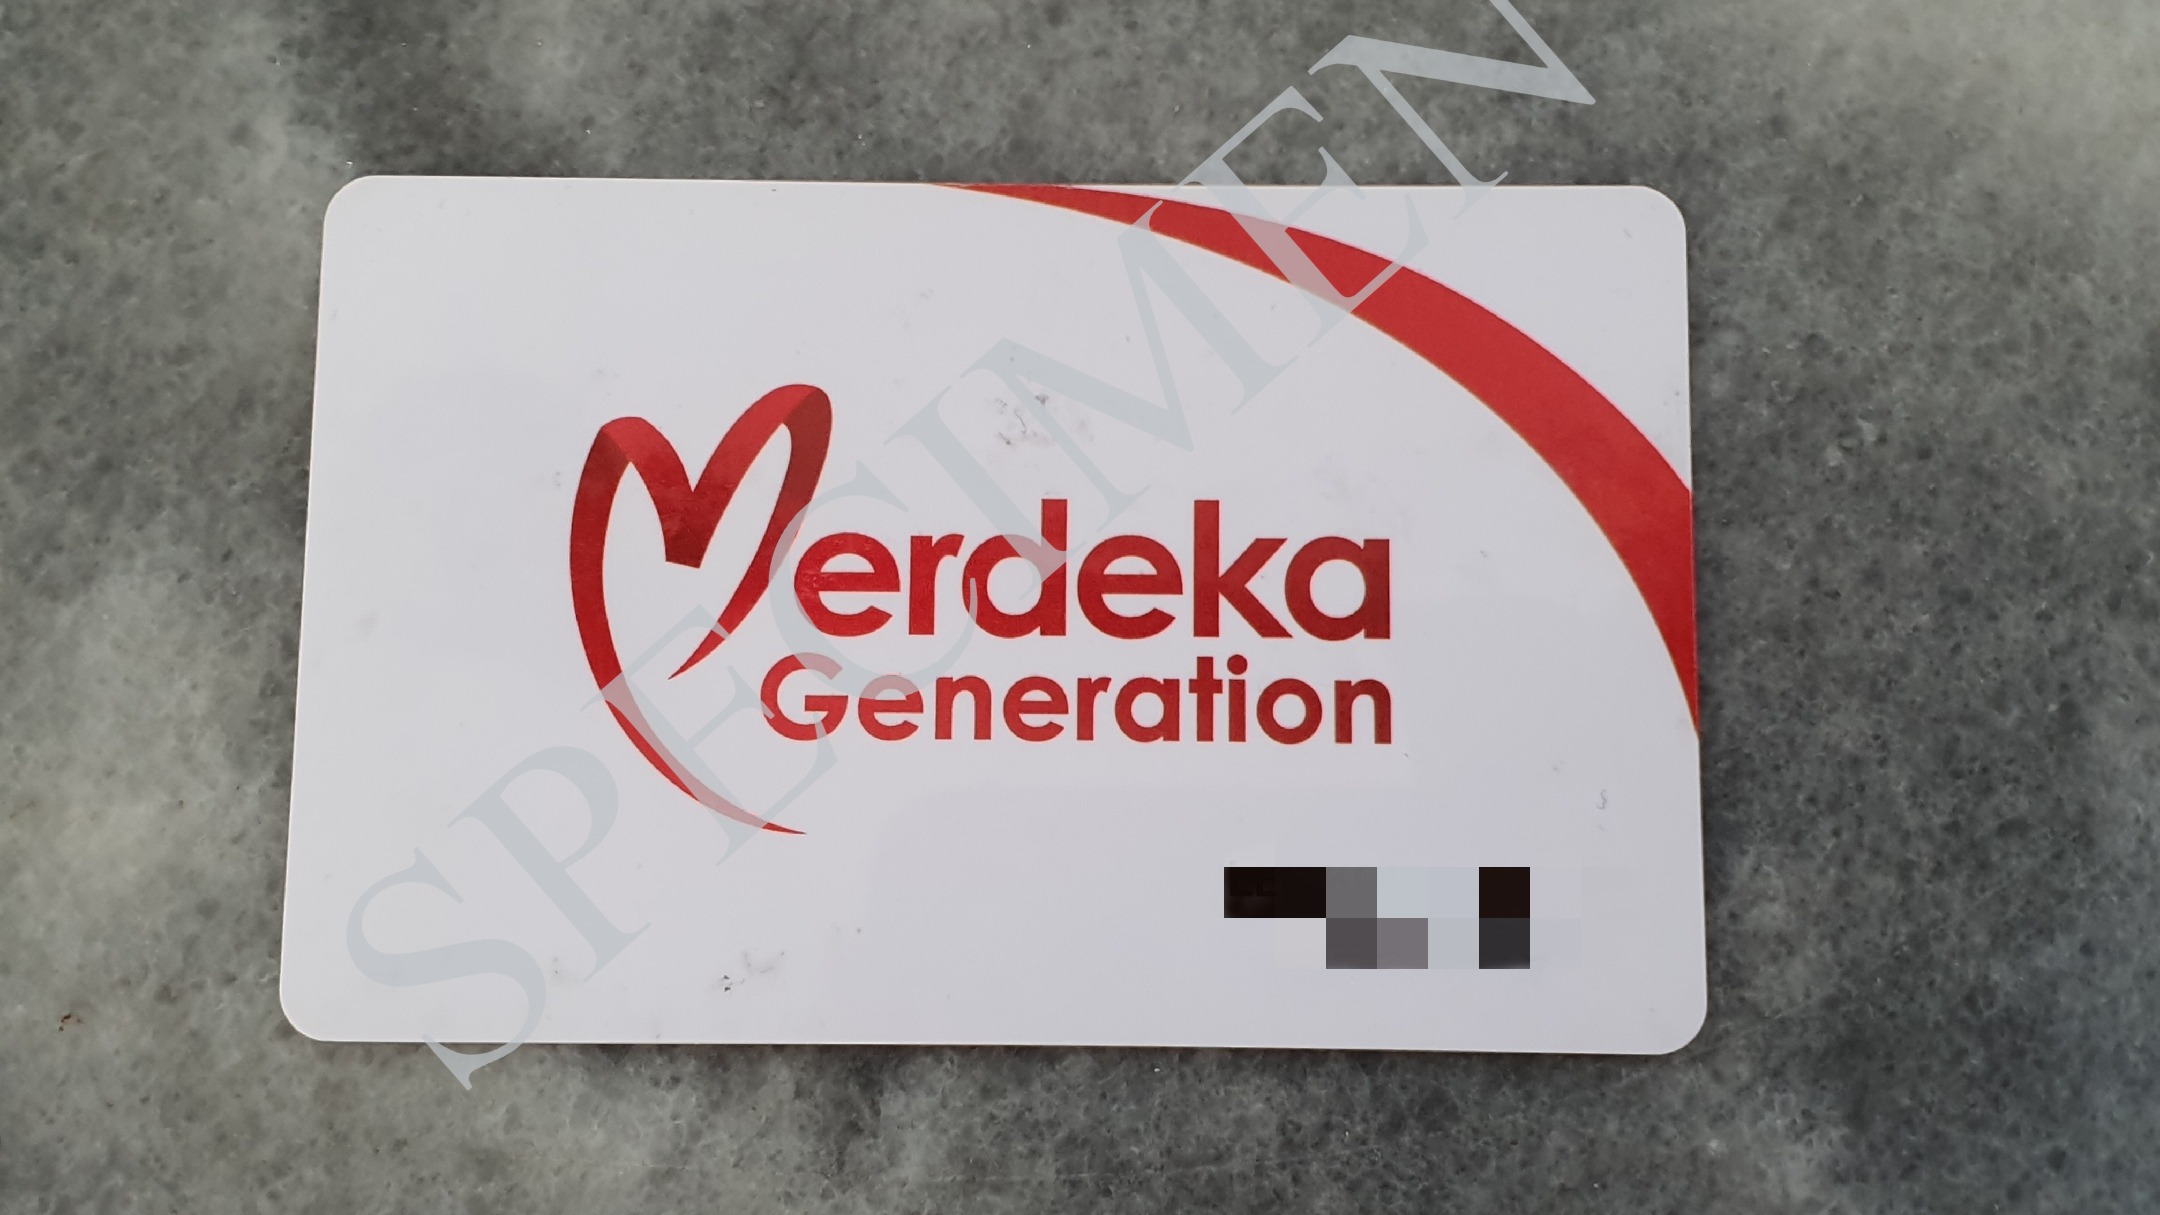 Merdeka
Generation
SPECIMEN